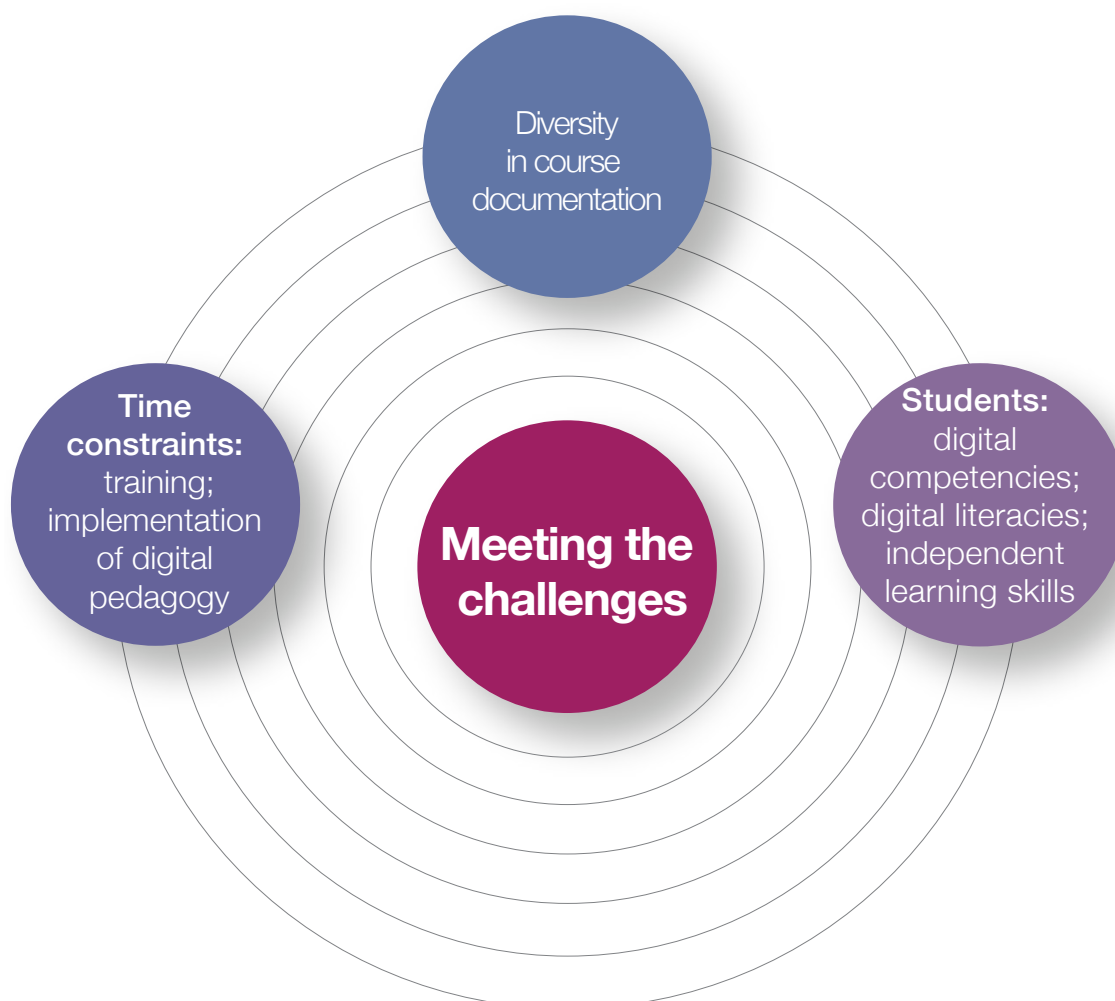 Diversity
in course
documentation
Time
constraints:
training;
implementation
of digital
pedagogy
Meeting the
challenges
Students:
digital
competencies;
digital literacies;
independent
learning skills